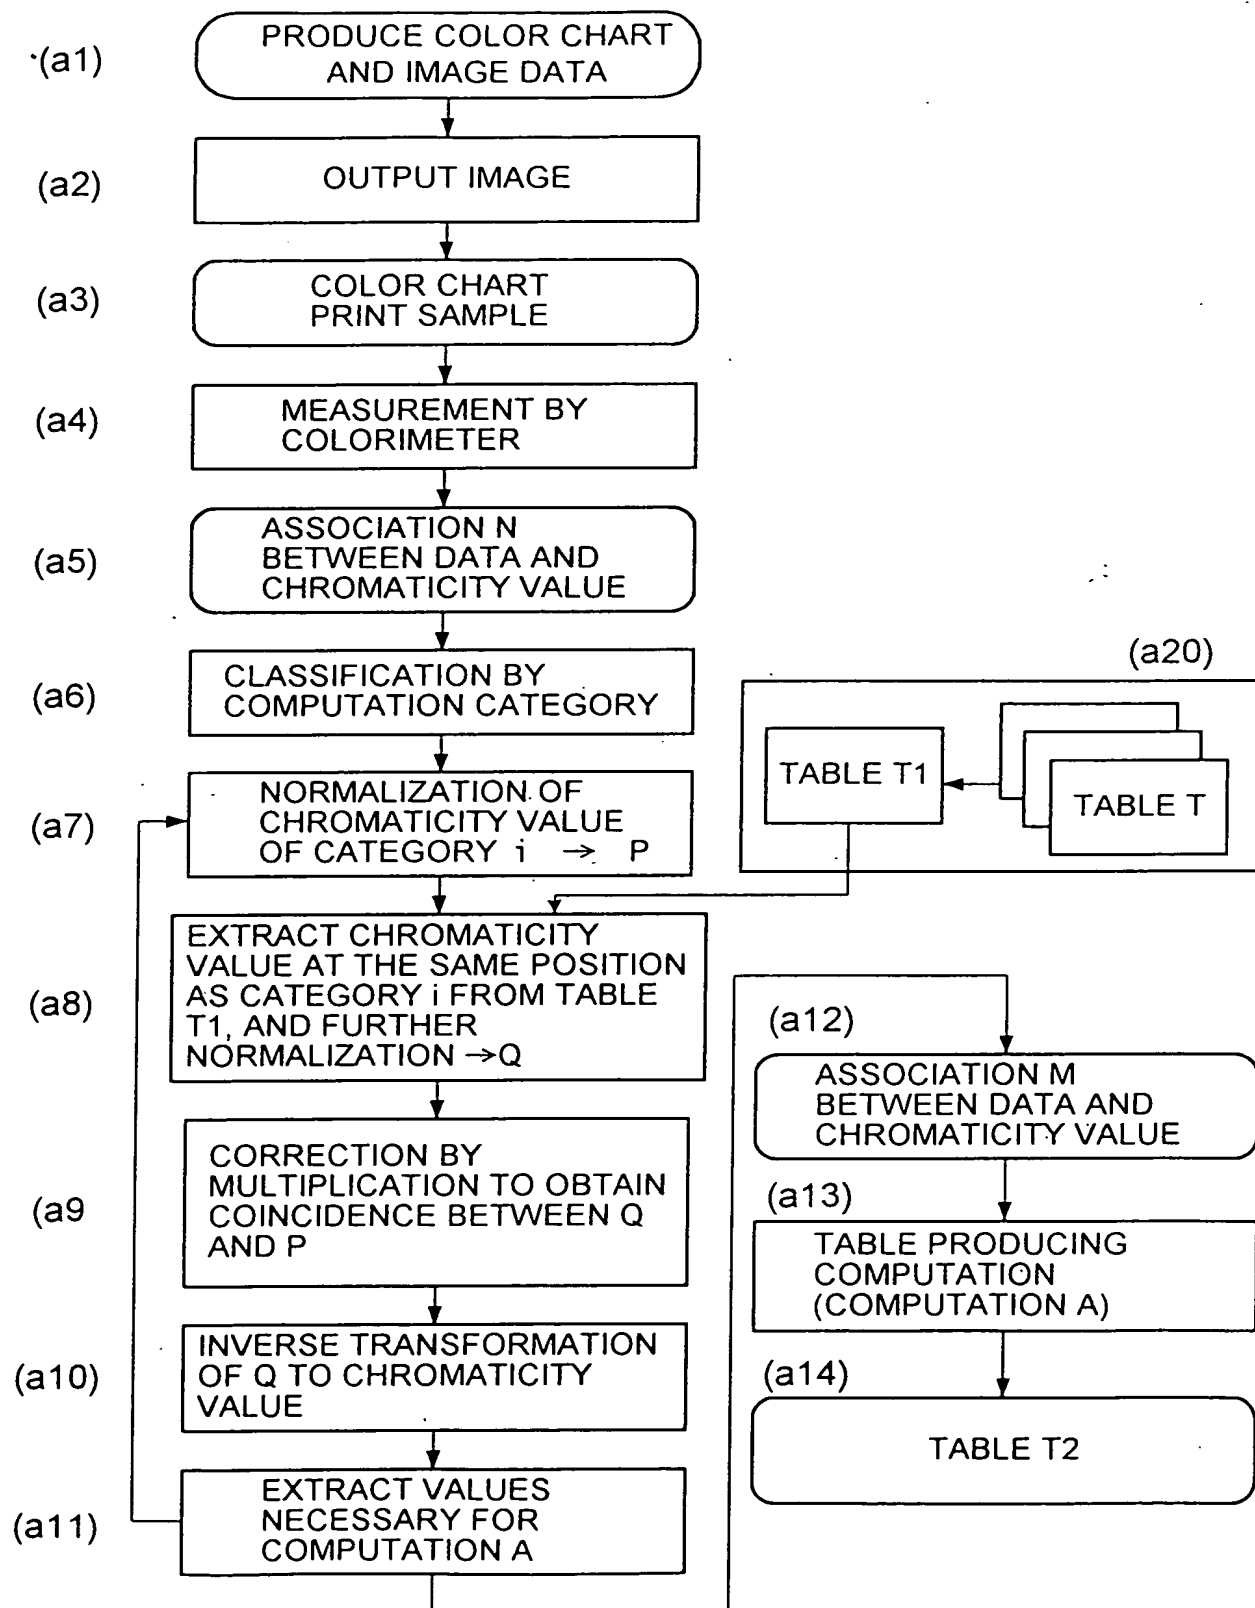 (a1)
PRODUCE COLOR CHART
AND IMAGE DATA
(a2)
OUTPUT IMAGE
(a3)
COLOR CHART
PRINT SAMPLE
(a4)
MEASUREMENT BY
COLORIMETER
(a5)
ASSOCIATION N
BETWEEN DATA AND
CHROMATICITY VALUE
(a6)
CLASSIFICATION BY
COMPUTATION CATEGORY
(a7)
NORMALIZATION OF
CHROMATICITY VALUE
OF CATEGORY i → P
(a20)
TABLE T1
TABLE T
(a8)
EXTRACT CHROMATICITY
VALUE AT THE SAME POSITION
AS CATEGORY i FROM TABLE
T1, AND FURTHER
NORMALIZATION →Q
(a9
CORRECTION BY
MULTIPLICATION TO OBTAIN
COINCIDENCE BETWEEN Q
AND P
(a10)
INVERSE TRANSFORMATION
OF Q TO CHROMATICITY
VALUE
(a11)
EXTRACT VALUES
NECESSARY FOR
COMPUTATION A
(a12)
ASSOCIATION M
BETWEEN DATA AND
CHROMATICITY VALUE
(a13)
TABLE PRODUCING
COMPUTATION
(COMPUTATION A)
(a14)
TABLE T2